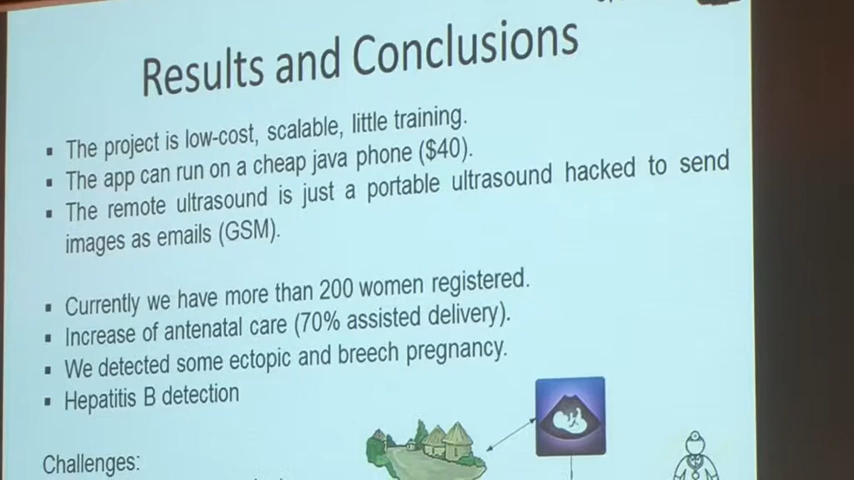 Results and Conclusions
▪ The project is low-cost, scalable, little training.
▪ The app can run on a cheap java phone ($40).
▪ The remote ultrasound is just a portable ultrasound hacked to send
images as emails (GSM).
▪ Currently we have more than 200 women registered.
▪ Increase of antenatal care (70% assisted delivery).
▪ We detected some ectopic and breech pregnancy.
▪ Hepatitis B detection
Challenges: